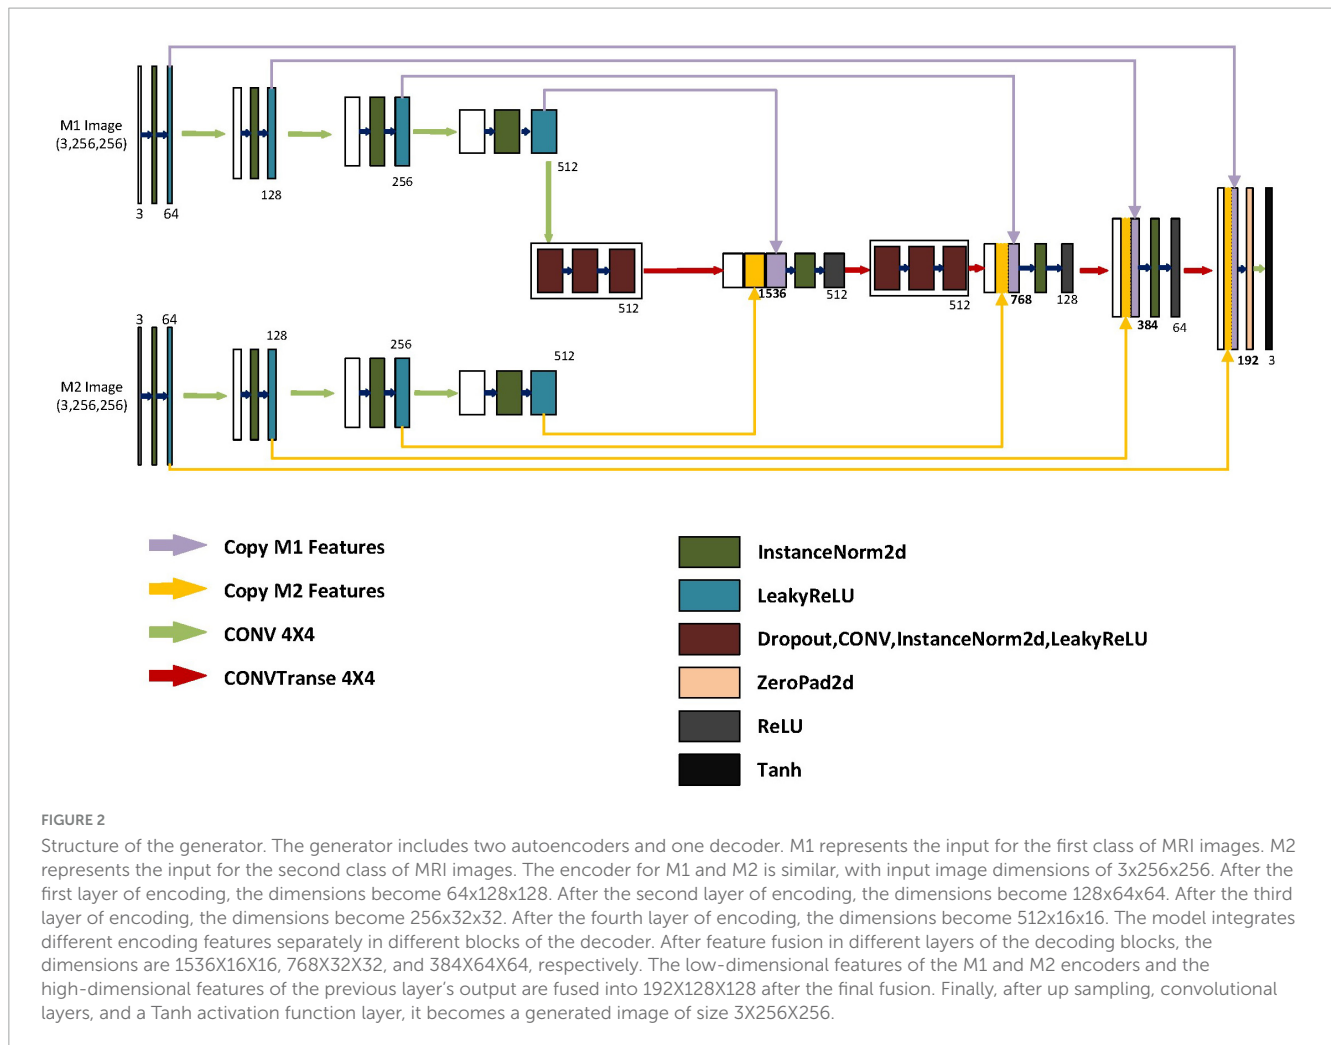 M1 Image
(3,256,256)
3
64
128
256
512
512
1536
512
512
768
128
384
64
192
3
M2 Image
(3,256,256)
3
64
128
256
512
Copy M1 Features
Copy M2 Features
CONV 4X4
CONVTranse 4X4
InstanceNorm2d
LeakyReLU
Dropout,CONV,InstanceNorm2d,LeakyReLU
ZeroPad2d
ReLU
Tanh
FIGURE 2
Structure of the generator. The generator includes two autoencoders and one decoder. M1 represents the input for the first class of MRI images. M2
represents the input for the second class of MRI images. The encoder for M1 and M2 is similar, with input image dimensions of 3x256x256. After the
first layer of encoding, the dimensions become 64x128x128. After the second layer of encoding, the dimensions become 128x64x64. After the third
layer of encoding, the dimensions become 256x32x32. After the fourth layer of encoding, the dimensions become 512x16x16. The model integrates
different encoding features separately in different blocks of the decoder. After feature fusion in different layers of the decoding blocks, the
dimensions are 1536X16X16, 768X32X32, and 384X64X64, respectively. The low-dimensional features of the M1 and M2 encoders and the
high-dimensional features of the previous layer's output are fused into 192X128X128 after the final fusion. Finally, after up sampling, convolutional
layers, and a Tanh activation function layer, it becomes a generated image of size 3X256X256.